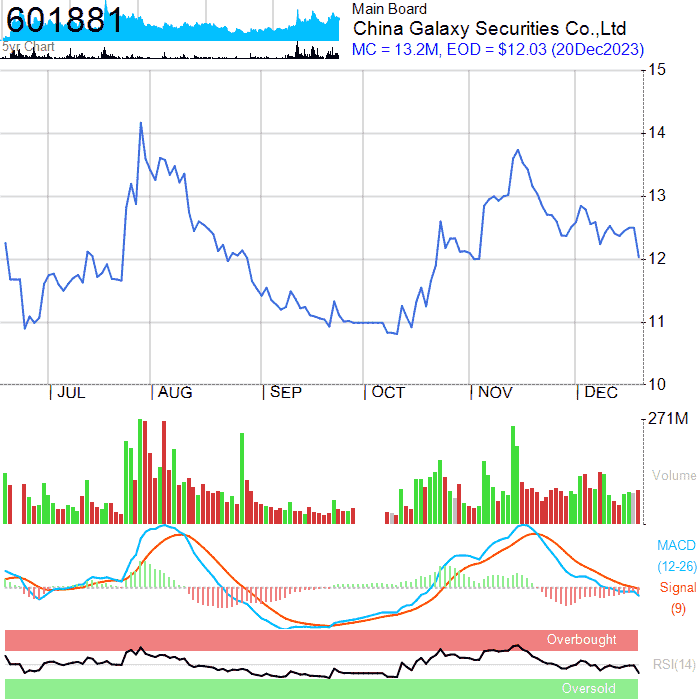 601881
5yr Chart
Main Board
China Galaxy Securities Co.,Ltd
MC = 13.2M, EOD = $12.03 (20Dec2023)
15
14
13
12
11
10
JUL
AUG
SEP
OCT
NOV
DEC
271M
Volume
MACD
(12-26)
Signal
(9)
Overbought
RSI(14)
Oversold